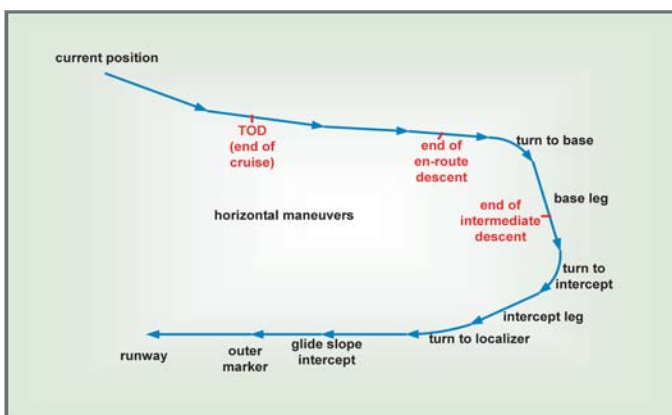 current position
TOD
(end of
cruise)
end of
en-route
descent
turn to base
base leg
end of
intermediate
descent
horizontal maneuvers
turn to
intercept
intercept leg
turn to localizer
glide slope
intercept
outer
marker
runway